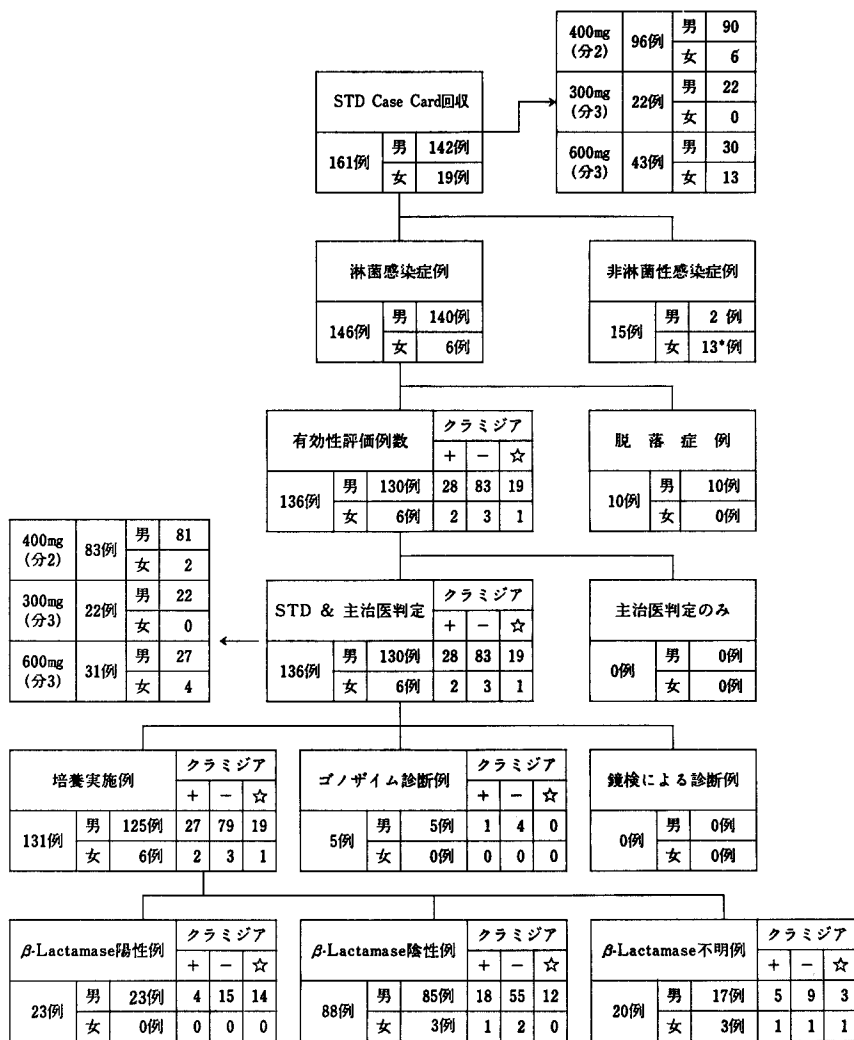 STD Case Card回収
161例 男 142例
女 19例
400mg (分2) 96例 男 90
女 6
300mg (分3) 22例 男 22
女 0
600mg (分3) 43例 男 30
女 13
淋菌感染症例
146例 男 140例
女 6例
非淋菌性感染症例
15例 男 2例
女 13*例
有効性評価例数 クラミジア
+ − ☆
136例 男 130例 28 83 19
女 6例 2 3 1
脱落症例
10例 男 10例
女 0例
400mg (分2) 83例 男 81
女 2
300mg (分3) 22例 男 22
女 0
600mg (分3) 31例 男 27
女 4
STD & 主治医判定 クラミジア
+ − ☆
136例 男 130例 28 83 19
女 6例 2 3 1
主治医判定のみ
0例 男 0例
女 0例
培養実施例 クラミジア
+ − ☆
131例 男 125例 27 79 19
女 6例 2 3 1
ゴノザイム診断例 クラミジア
+ − ☆
5例 男 5例 1 4 0
女 0例 0 0 0
鏡検による診断例
0例 男 0例
女 0例
β-Lactamase陽性例 クラミジア
+ − ☆
23例 男 23例 4 15 14
女 0例 0 0 0
β-Lactamase陰性例 クラミジア
+ − ☆
88例 男 85例 18 55 12
女 3例 1 2 0
β-Lactamase不明例 クラミジア
+ − ☆
20例 男 17例 5 9 3
女 3例 1 1 1